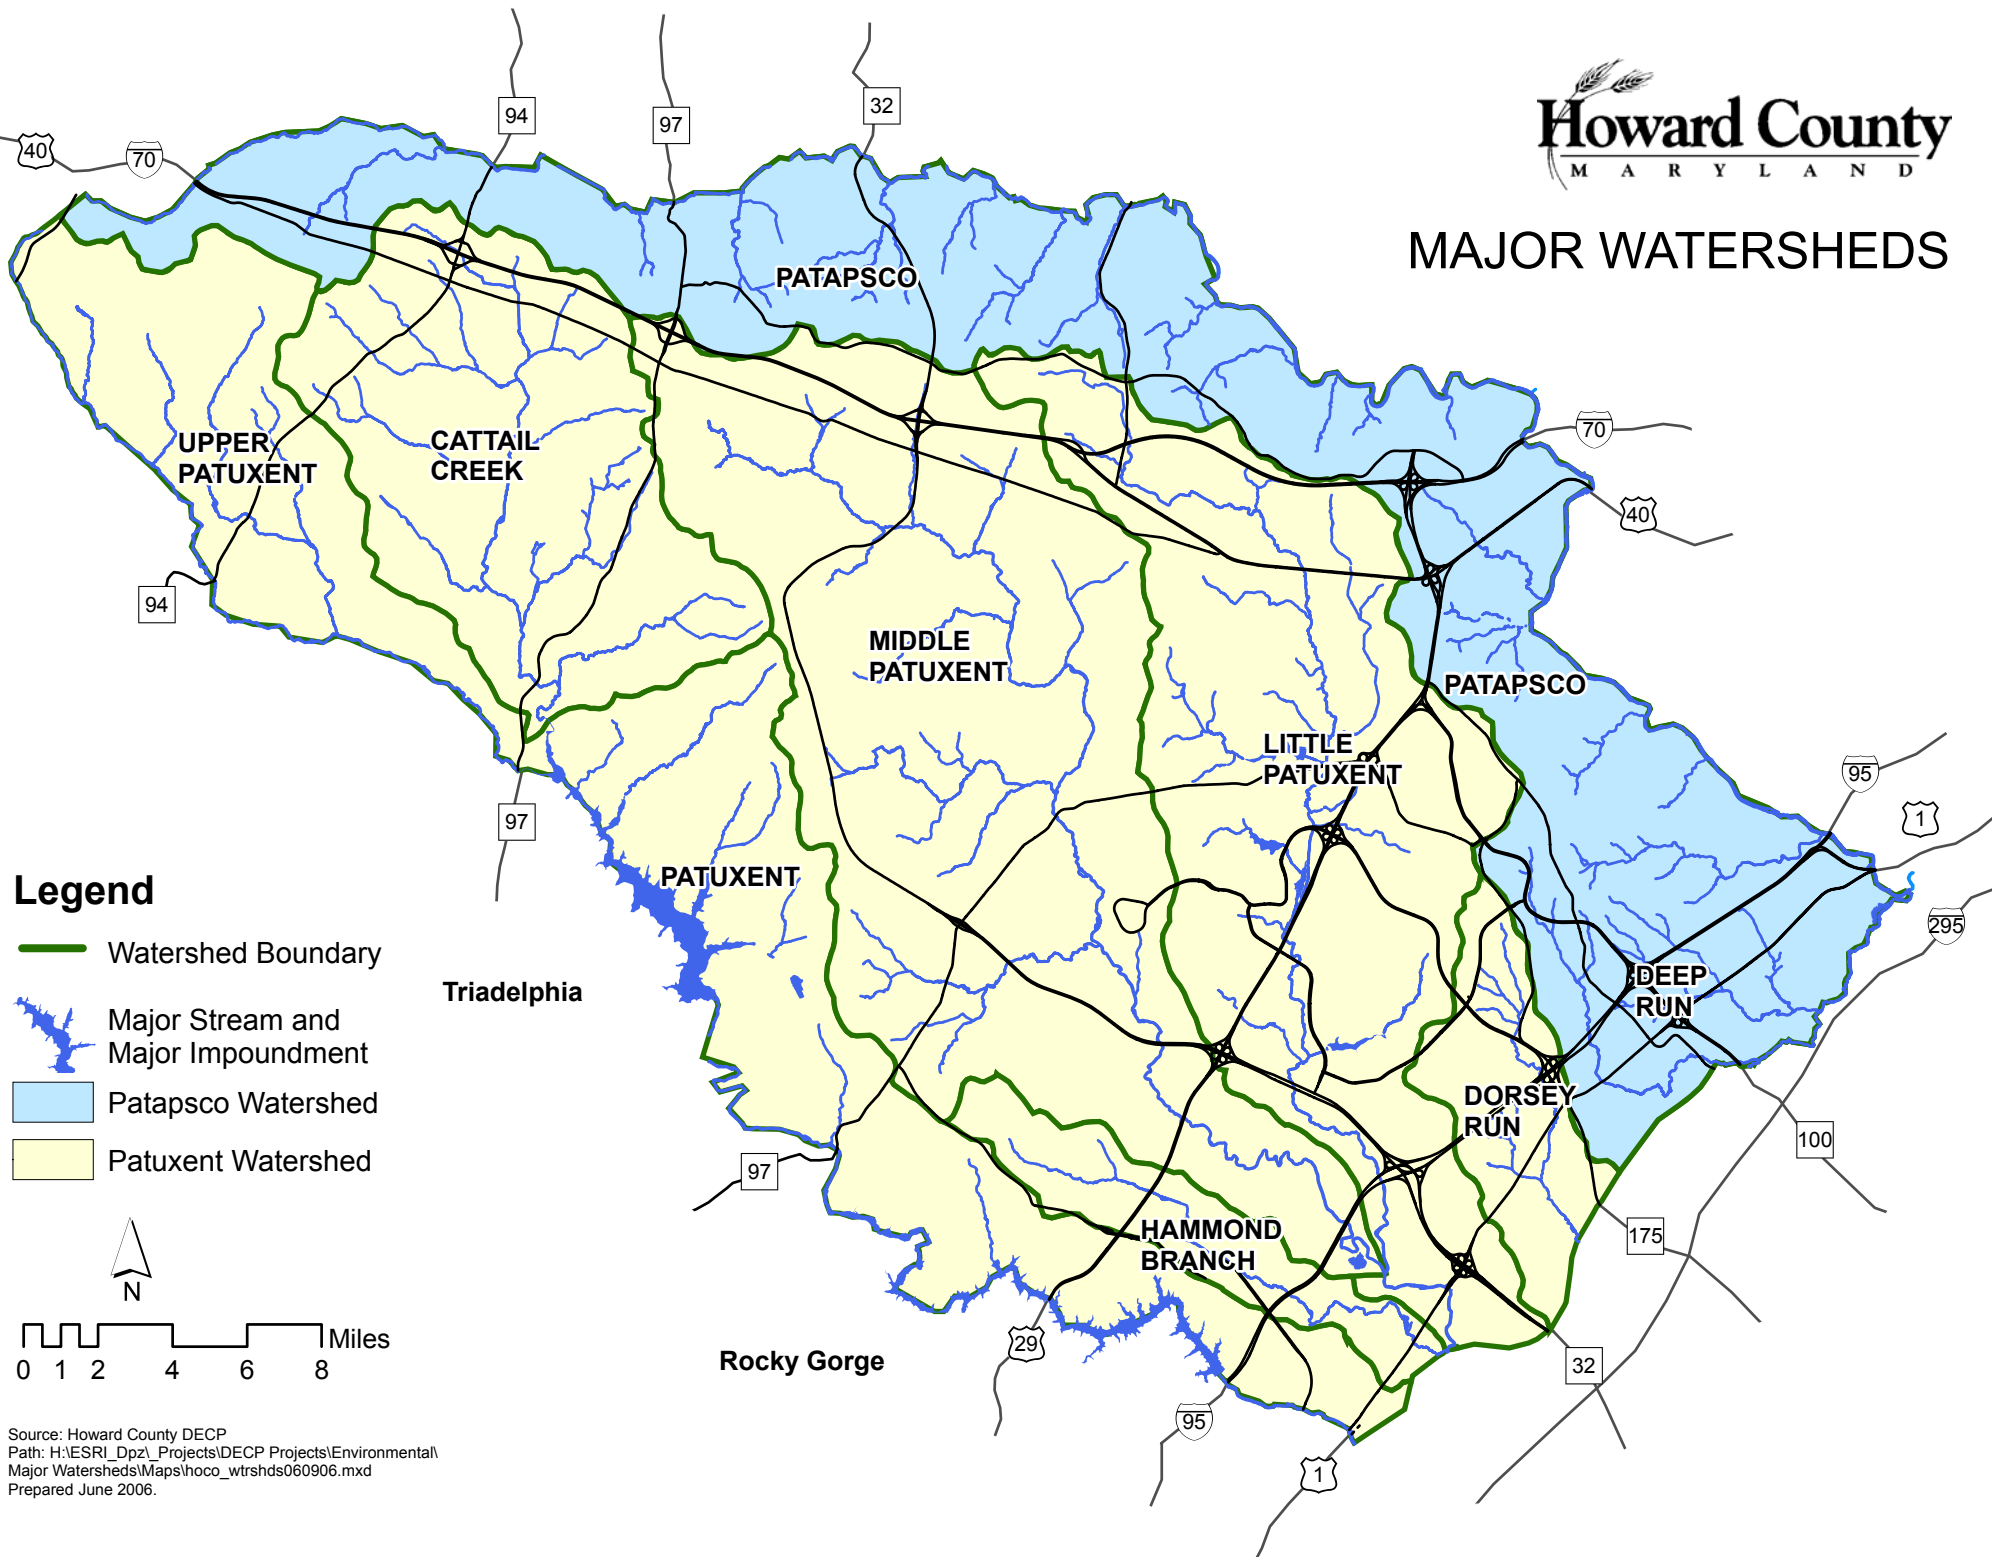 Howard County
MARYLAND
MAJOR WATERSHEDS
94
97
32
40
70
PATAPSCO
70
40
UPPER
PATUXENT
CATTAIL
CREEK
94
MIDDLE
PATUXENT
PATAPSCO
LITTLE
PATUXENT
95
1
97
PATUXENT
295
DEEP
RUN
Triadelphia
DORSEY
RUN
100
97
HAMMOND
BRANCH
175
29
Rocky Gorge
32
95
1
Legend
Watershed Boundary
Major Stream and
Major Impoundment
Patapsco Watershed
Patuxent Watershed
N
Miles
0 1 2 4 6 8
Source: Howard County DECP
Path: H:\ESRI_Dpz\_Projects\DECP Projects\Environmental\
Major Watersheds\Maps\hoco_wtrshds060906.mxd
Prepared June 2006.